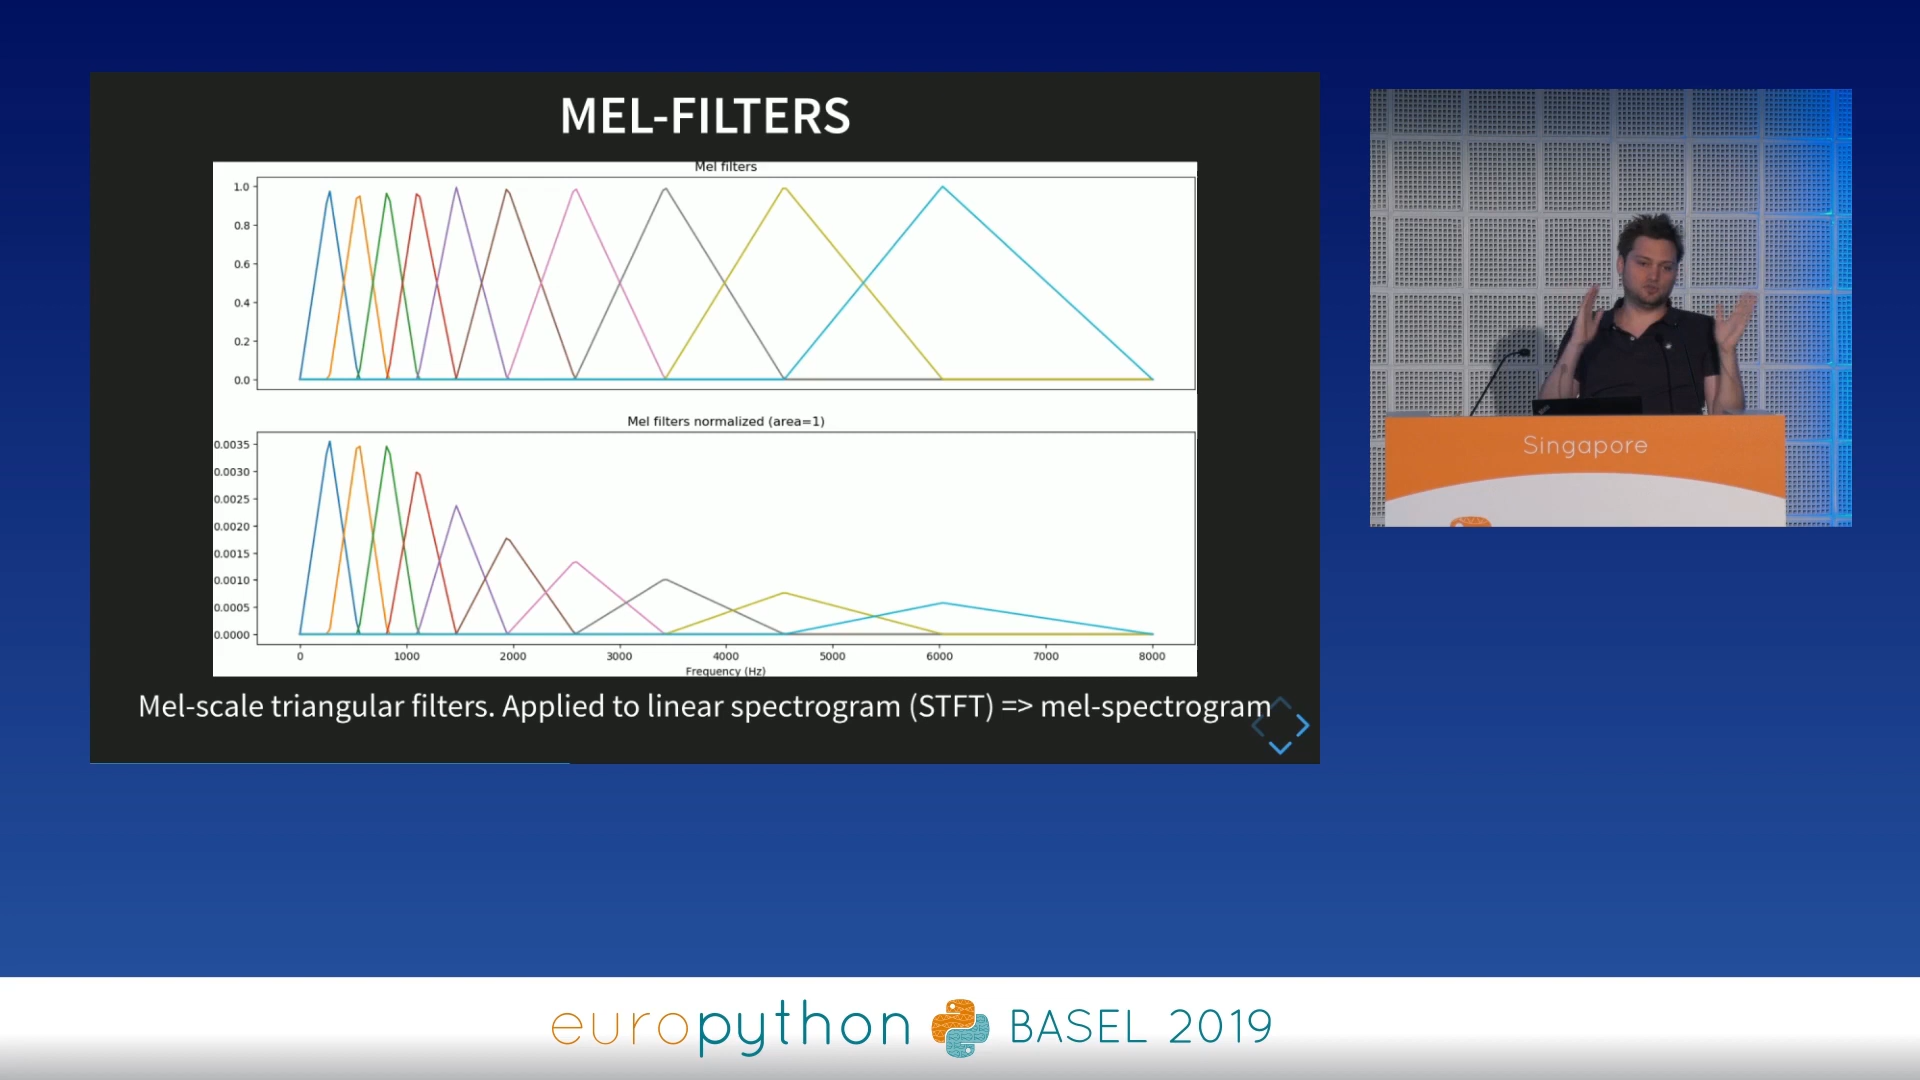 MEL-FILTERS
Mel filters
1.0
0.8
0.6
0.4
0.2
0.0
Mel filters normalized (area=1)
0.0035
0.0030
0.0025
0.0020
0.0015
0.0010
0.0005
0.0000
0 1000 2000 3000 4000 5000 6000 7000 8000
Frequency (Hz)
Mel-scale triangular filters. Applied to linear spectrogram (STFT) => mel-spectrogram
Singapore
europython BASEL 2019